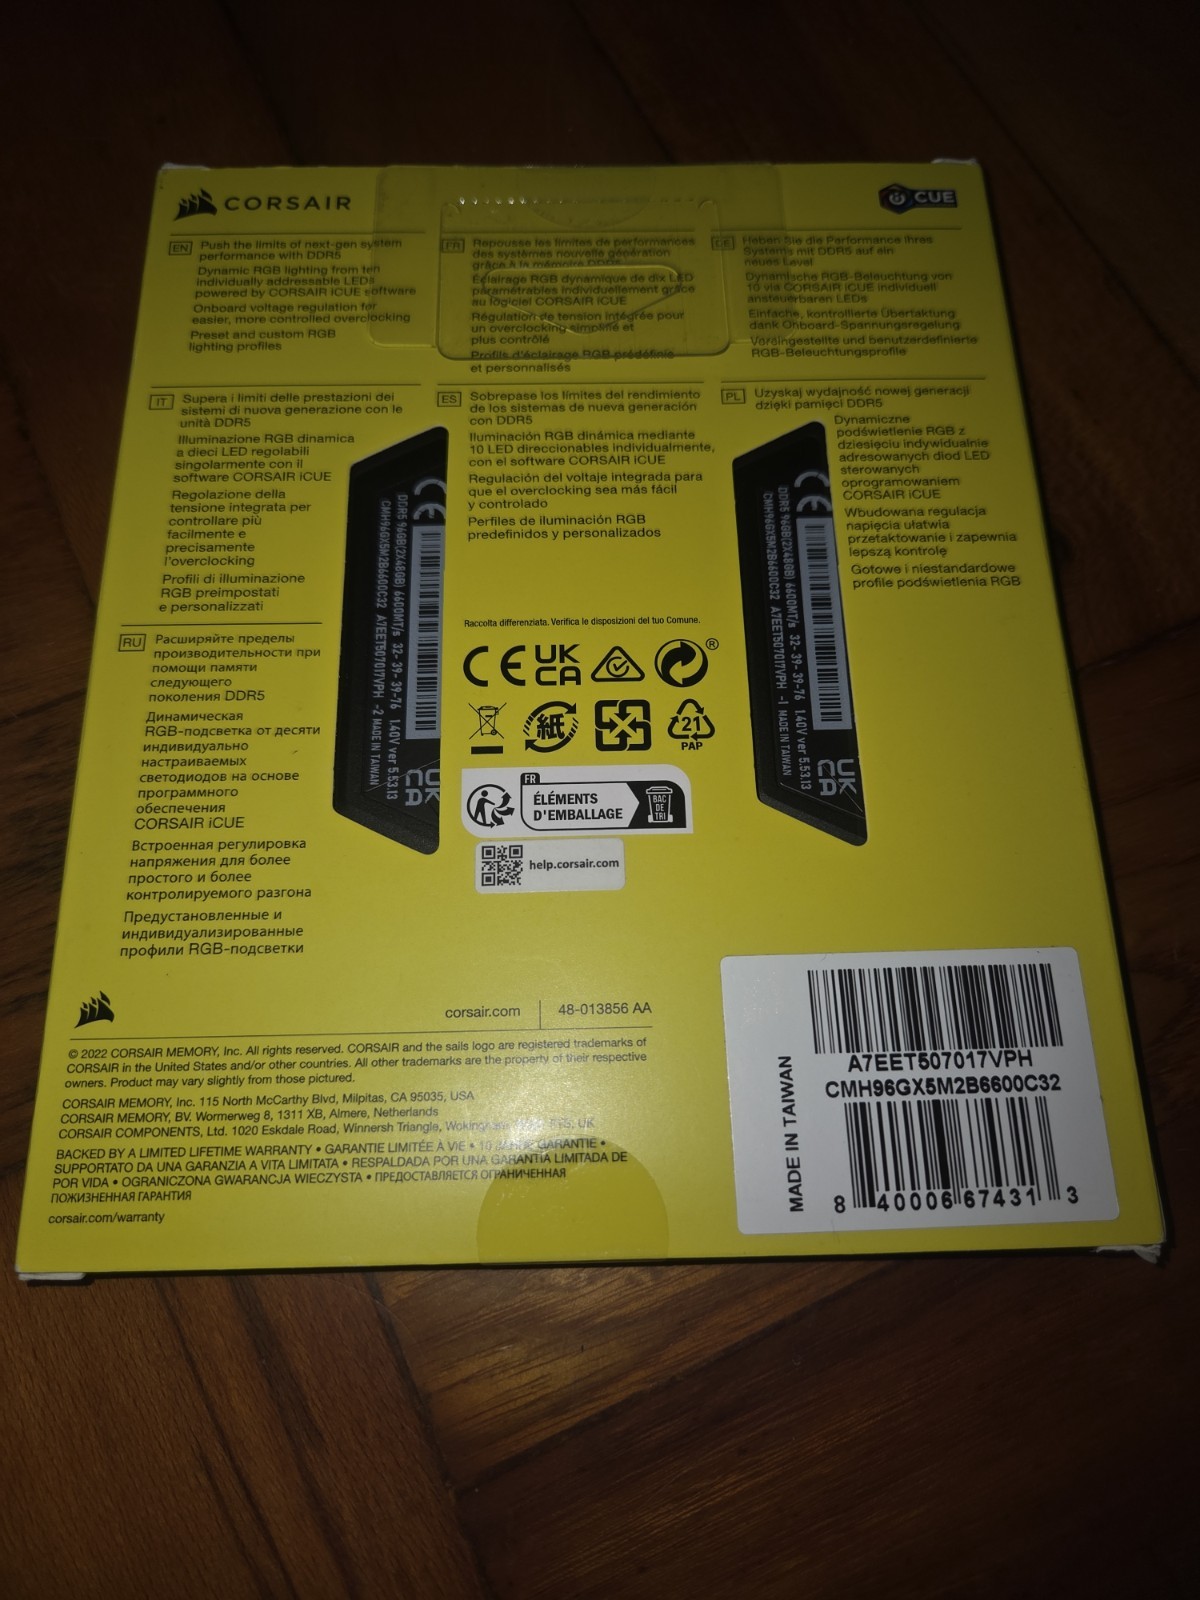 CORSAIR
iCUE
EN Push the limits of next-gen system
performance with DDR5
Dynamic RGB lighting from ten
individually addressable LEDs
powered by CORSAIR iCUE software
Onboard voltage regulation for
easier, more controlled overclocking
Preset and custom RGB
lighting profiles
FR Repousse les limites de performances
des systèmes nouvelle génération
grâce à la mémoire DDR5
Éclairage RGB dynamique de dix LED
paramétrables individuellement grâce
au logiciel CORSAIR iCUE
Régulation de tension intégrée pour
un overclocking simplifié et
plus contrôlé
Profils d'éclairage RGB prédéfinis
et personnalisés
DE Heben Sie die Performance Ihres
Systems mit DDR5 auf ein
neues Level
Dynamische RGB-Beleuchtung von
10 via CORSAIR iCUE individuell
ansteuerbaren LEDs
Einfache, kontrollierte Übertaktung
dank Onboard-Spannungsregelung
Voreingestellte und benutzerdefinierte
RGB-Beleuchtungsprofile
IT Supera i limiti delle prestazioni dei
sistemi di nuova generazione con le
unità DDR5
Illuminazione RGB dinamica
a dieci LED regolabili
singolarmente con il
software CORSAIR iCUE
Regolazione della
tensione integrata per
controllare più
facilmente e
precisamente
l'overclocking
Profili di illuminazione
RGB preimpostati
e personalizzati
ES Sobrepase los límites del rendimiento
de los sistemas de nueva generación
con DDR5
Iluminación RGB dinámica mediante
10 LED direccionables individualmente,
con el software CORSAIR iCUE
Regulación del voltaje integrada para
que el overclocking sea más fácil
y controlado
Perfiles de iluminación RGB
predefinidos y personalizados
PL Uzyskaj wydajność nowej generacji
dzięki pamięci DDR5
Dynamiczne
podświetlenie RGB z
dziesięciu indywidualnie
adresowanych diod LED
sterowanych
oprogramowaniem
CORSAIR iCUE
Wbudowana regulacja
napięcia ułatwia
przetaktowanie i zapewnia
lepszą kontrolę
Gotowe i niestandardowe
profile podświetlenia RGB
RU Расширяйте пределы
производительности при
помощи памяти
следующего
поколения DDR5
Динамическая
RGB-подсветка от десяти
индивидуально
настраиваемых
светодиодов на основе
программного
обеспечения
CORSAIR iCUE
Встроенная регулировка
напряжения для более
простого и более
контролируемого разгона
Предустановленные и
индивидуализированные
профили RGB-подсветки
CE
DDR5 96GB(2X48GB) 6600MT/s 32-39-39-76 1.40V ver 5.53.13
CMH96GX5M2B6600C32 A7EET507017VPH -2 MADE IN TAIWAN
UK
CA
CE
DDR5 96GB(2X48GB) 6600MT/s 32-39-39-76 1.40V ver 5.53.13
CMH96GX5M2B6600C32 A7EET507017VPH -1 MADE IN TAIWAN
UK
CA
Raccolta differenziata. Verifica le disposizioni del tuo Comune.
CE UK
CA ®
紙 21
PAP
FR
ÉLÉMENTS
D'EMBALLAGE
BAC
DE
TRI
help.corsair.com
corsair.com | 48-013856 AA
© 2022 CORSAIR MEMORY, Inc. All rights reserved. CORSAIR and the sails logo are registered trademarks of
CORSAIR in the United States and/or other countries. All other trademarks are the property of their respective
owners. Product may vary slightly from those pictured.
CORSAIR MEMORY, Inc. 115 North McCarthy Blvd, Milpitas, CA 95035, USA
CORSAIR MEMORY, BV. Wormerweg 8, 1311 XB, Almere, Netherlands
CORSAIR COMPONENTS, Ltd. 1020 Eskdale Road, Winnersh Triangle, UK
BACKED BY A LIMITED LIFETIME WARRANTY • GARANTIE LIMITÉE À VIE • 10 JAHRE GARANTIE •
SUPPORTATO DA UNA GARANZIA A VITA LIMITATA • RESPALDADA POR UNA GARANTÍA LIMITADA DE
POR VIDA • OGRANICZONA GWARANCJA WIECZYSTA • ПРЕДОСТАВЛЯЕТСЯ ОГРАНИЧЕННАЯ
ПОЖИЗНЕННАЯ ГАРАНТИЯ
corsair.com/warranty
MADE IN TAIWAN
A7EET507017VPH
CMH96GX5M2B6600C32
8 40006 67431 3